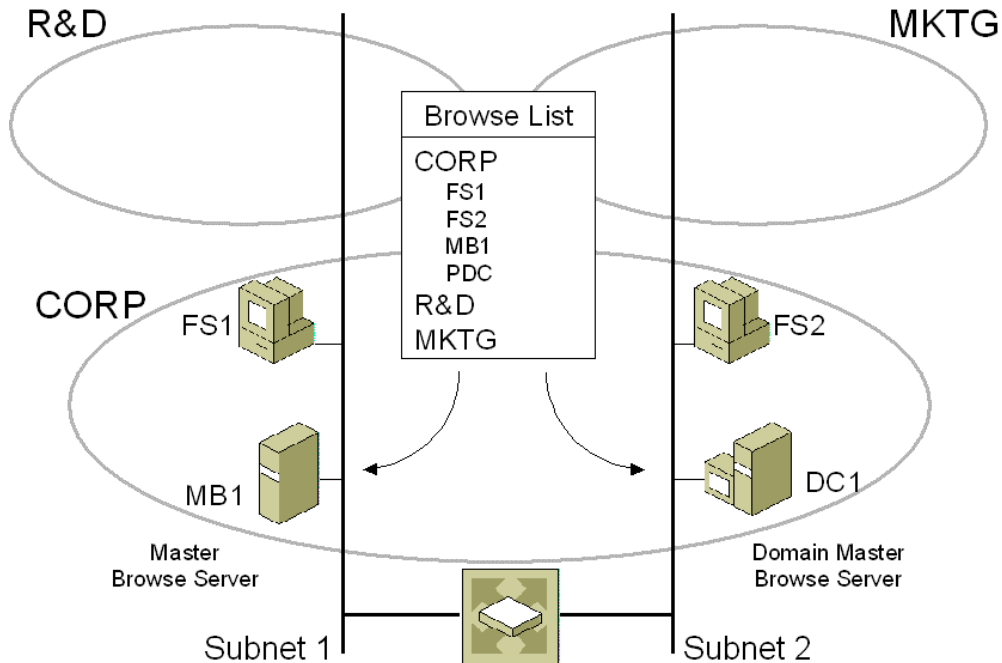 R&D
MKTG
Browse List
CORP
FS1
FS2
MB1
PDC
R&D
MKTG
CORP
FS1
FS2
MB1
DC1
Master
Browse Server
Domain Master
Browse Server
Subnet 1
Subnet 2